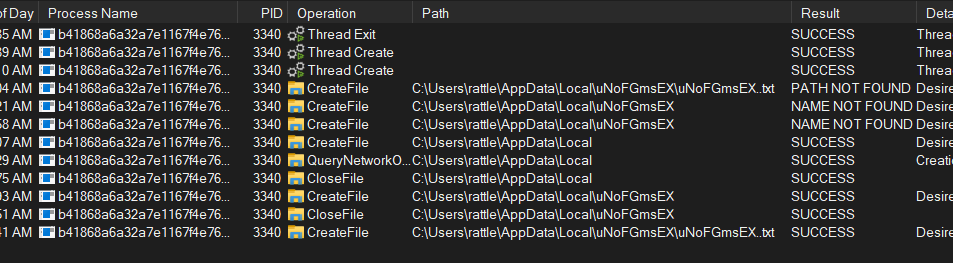 of Day Process Name PID Operation Path Result Detai
35 AM b41868a6a32a7e1167f4e76... 3340 Thread Exit SUCCESS Threa
39 AM b41868a6a32a7e1167f4e76... 3340 Thread Create SUCCESS Threa
0 AM b41868a6a32a7e1167f4e76... 3340 Thread Create SUCCESS Threa
04 AM b41868a6a32a7e1167f4e76... 3340 CreateFile C:\Users\rattle\AppData\Local\uNoFGmsEX\uNoFGmsEX..txt PATH NOT FOUND Desire
21 AM b41868a6a32a7e1167f4e76... 3340 CreateFile C:\Users\rattle\AppData\Local\uNoFGmsEX NAME NOT FOUND Desire
58 AM b41868a6a32a7e1167f4e76... 3340 CreateFile C:\Users\rattle\AppData\Local\uNoFGmsEX NAME NOT FOUND Desire
07 AM b41868a6a32a7e1167f4e76... 3340 CreateFile C:\Users\rattle\AppData\Local SUCCESS Desire
29 AM b41868a6a32a7e1167f4e76... 3340 QueryNetworkO... C:\Users\rattle\AppData\Local SUCCESS Creatio
75 AM b41868a6a32a7e1167f4e76... 3340 CloseFile C:\Users\rattle\AppData\Local SUCCESS
03 AM b41868a6a32a7e1167f4e76... 3340 CreateFile C:\Users\rattle\AppData\Local\uNoFGmsEX SUCCESS Desire
51 AM b41868a6a32a7e1167f4e76... 3340 CloseFile C:\Users\rattle\AppData\Local\uNoFGmsEX SUCCESS
41 AM b41868a6a32a7e1167f4e76... 3340 CreateFile C:\Users\rattle\AppData\Local\uNoFGmsEX\uNoFGmsEX..txt SUCCESS Desire